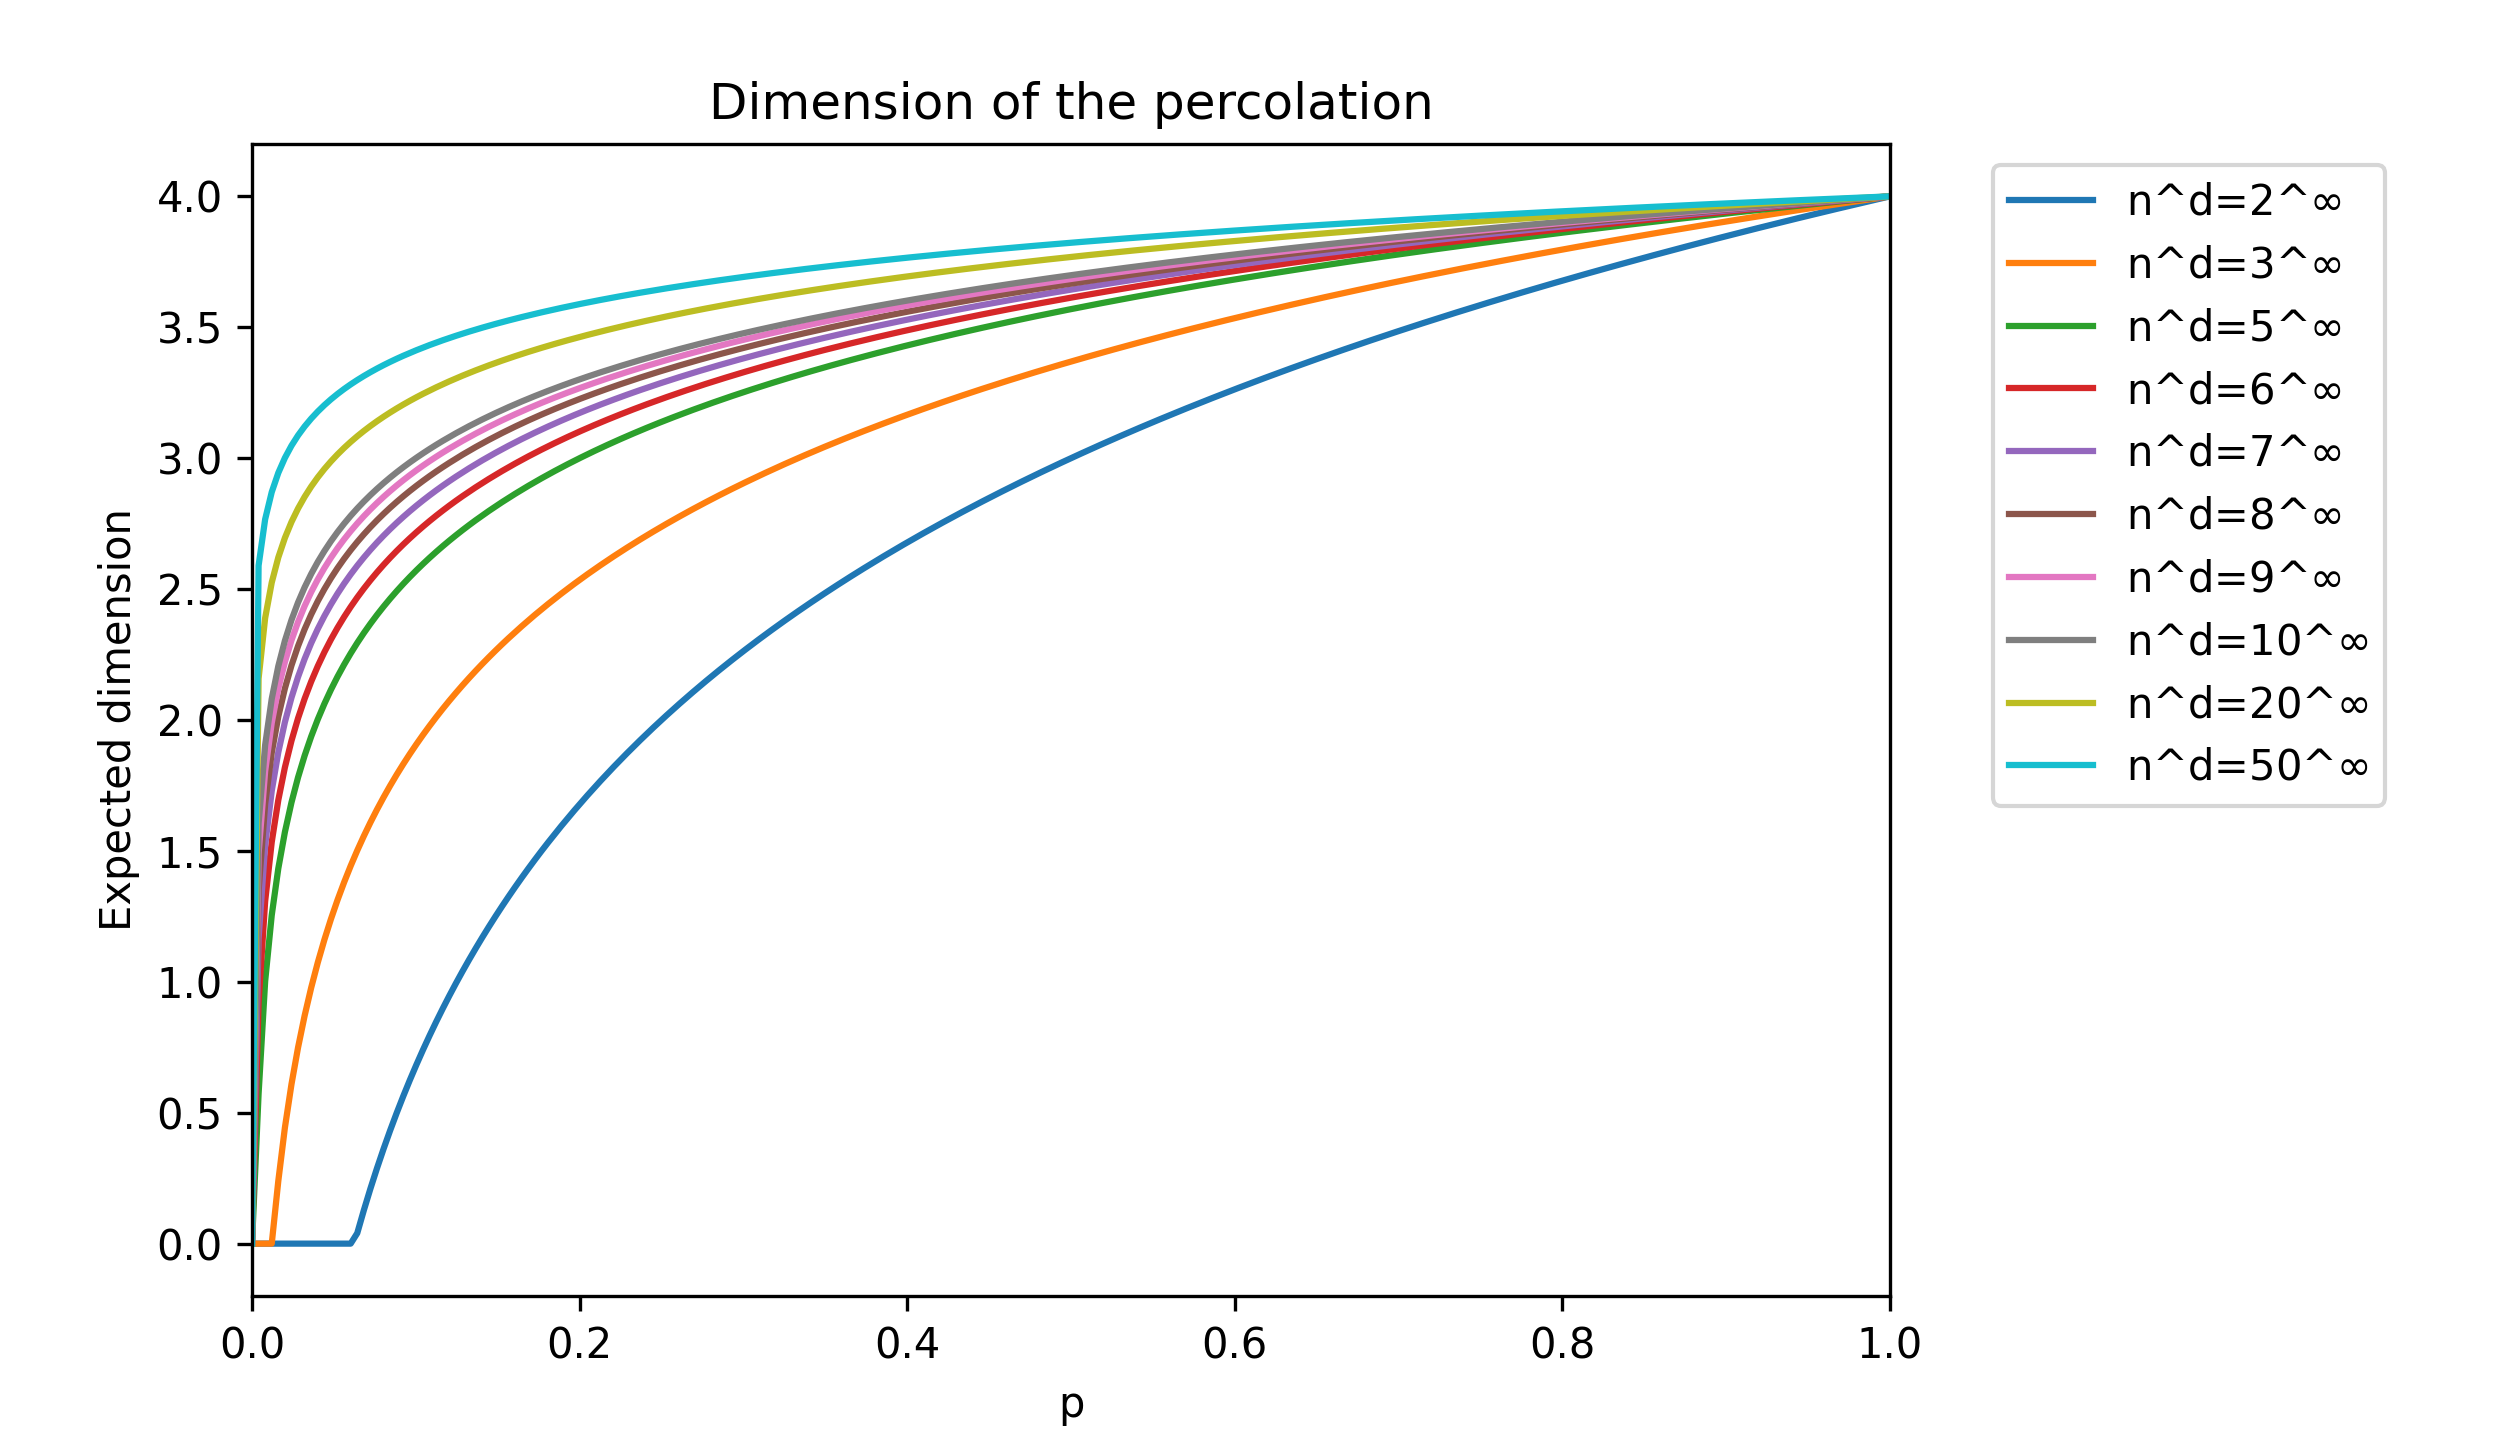 Dimension of the percolation
Expected dimension
4.0
3.5
3.0
2.5
2.0
1.5
1.0
0.5
0.0
0.0 0.2 0.4 0.6 0.8 1.0
p
n^d=2^∞
n^d=3^∞
n^d=5^∞
n^d=6^∞
n^d=7^∞
n^d=8^∞
n^d=9^∞
n^d=10^∞
n^d=20^∞
n^d=50^∞